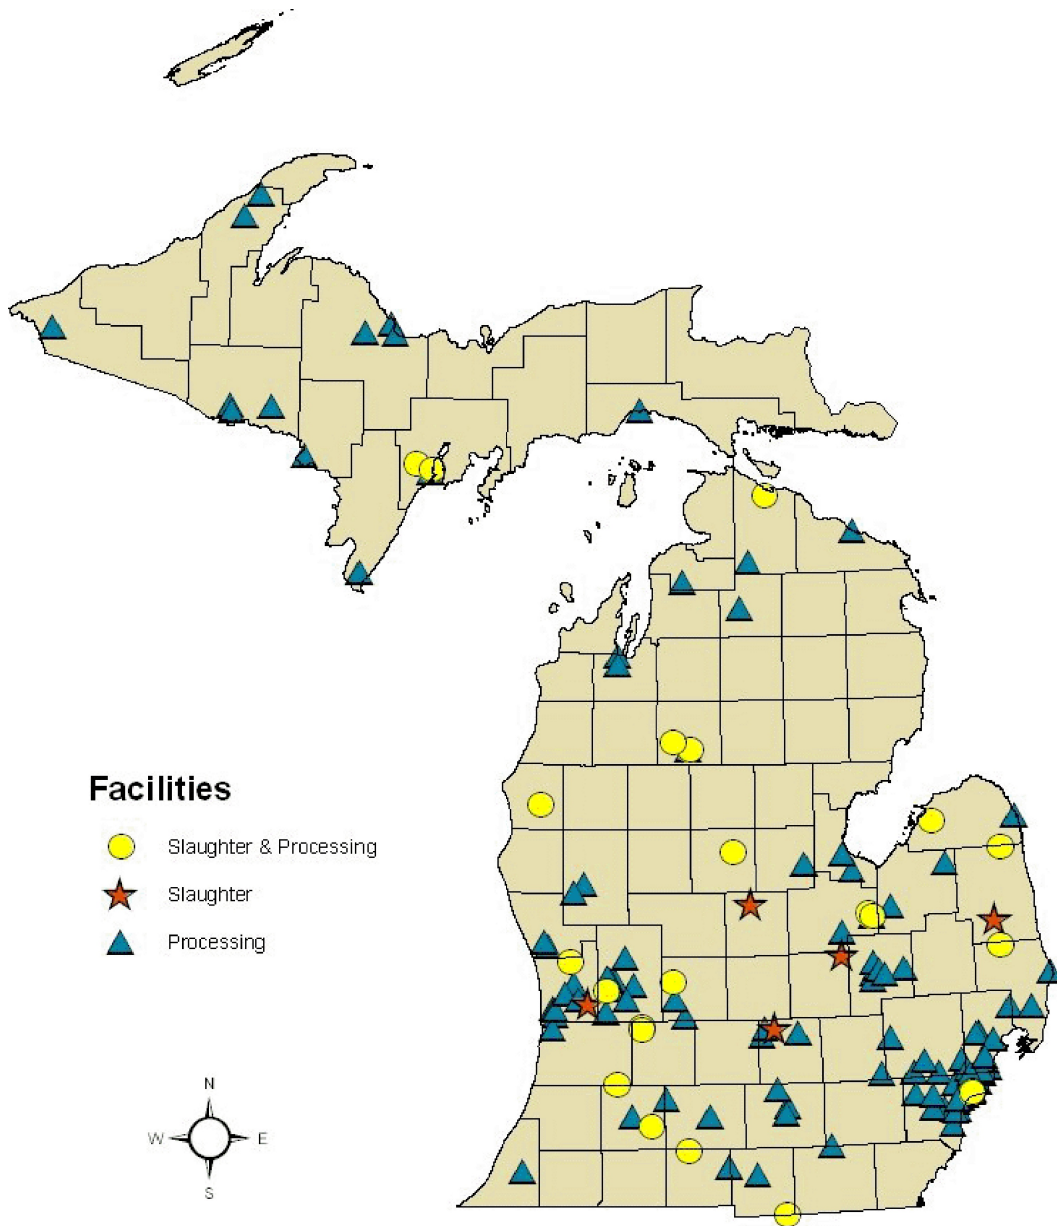 Facilities
Slaughter & Processing
Slaughter
Processing
N
W E
S